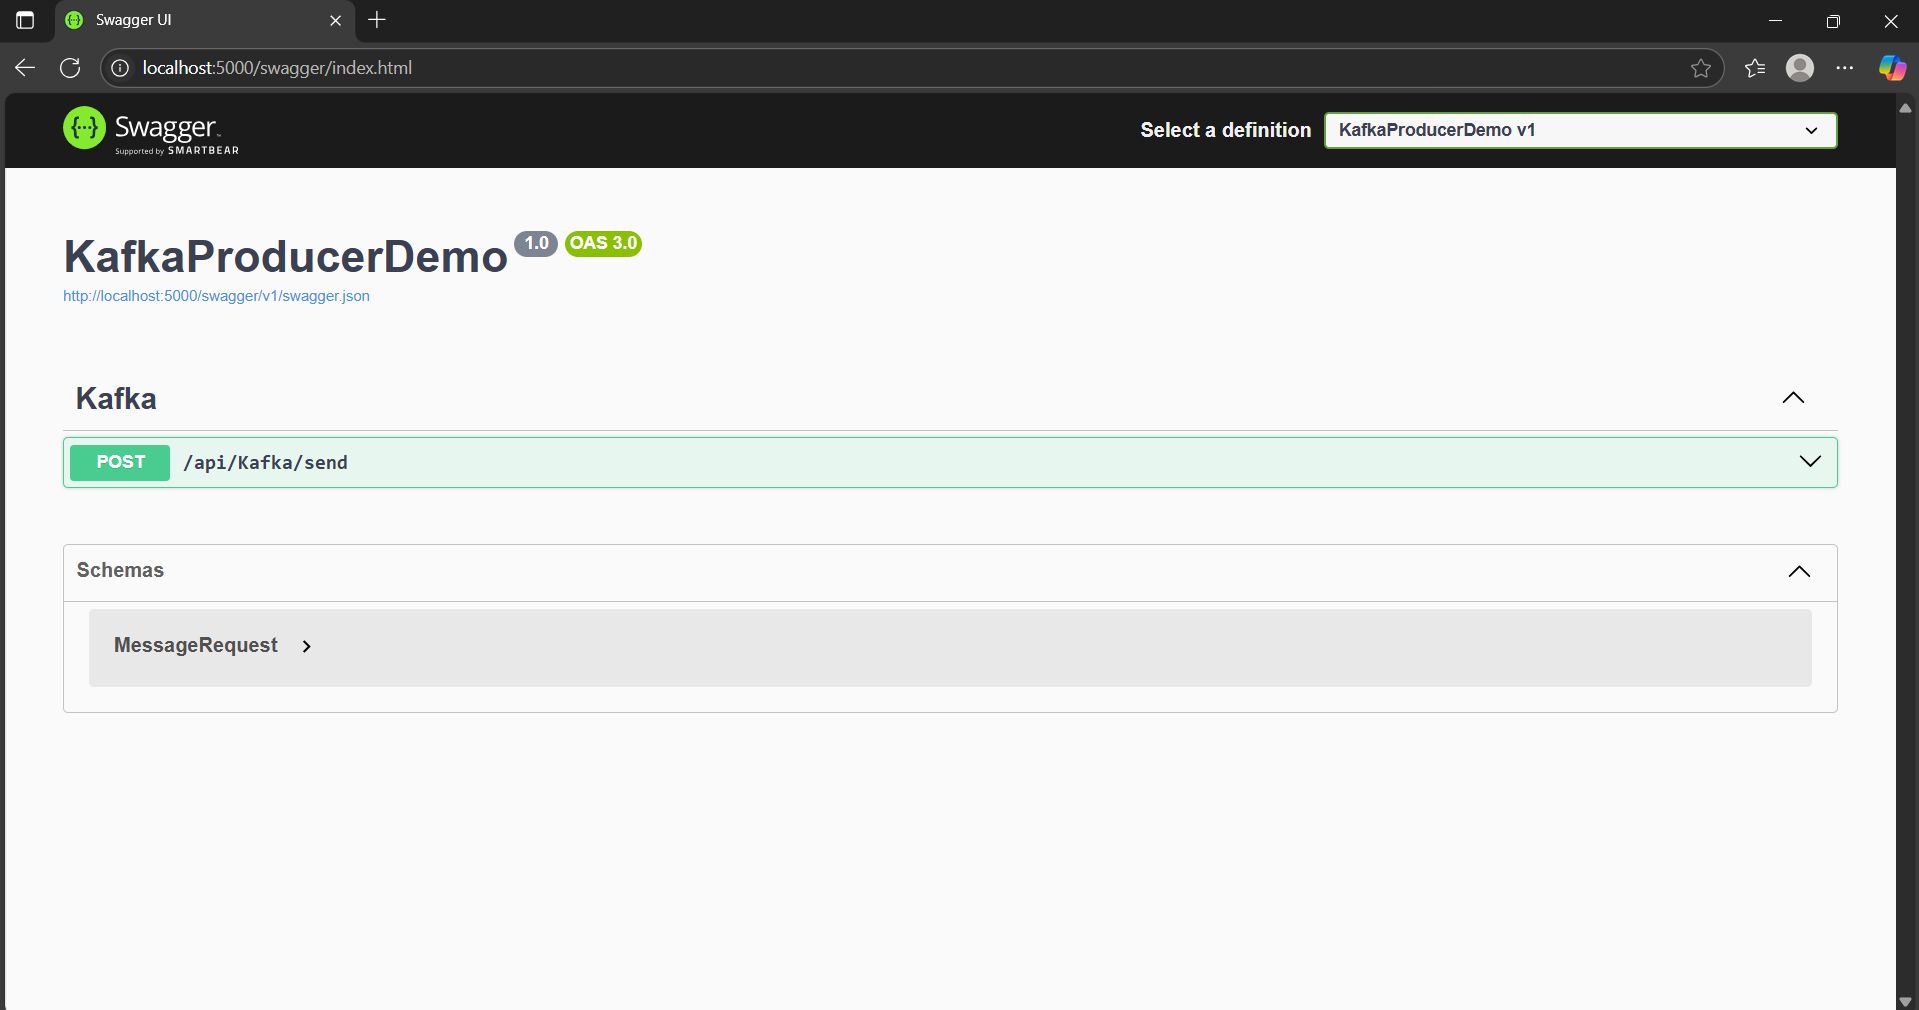 Swagger UI
localhost:5000/swagger/index.html
{···} Swagger™
Supported by SMARTBEAR
Select a definition
KafkaProducerDemo v1
KafkaProducerDemo 1.0 OAS 3.0
http://localhost:5000/swagger/v1/swagger.json
Kafka
POST /api/Kafka/send
Schemas
MessageRequest